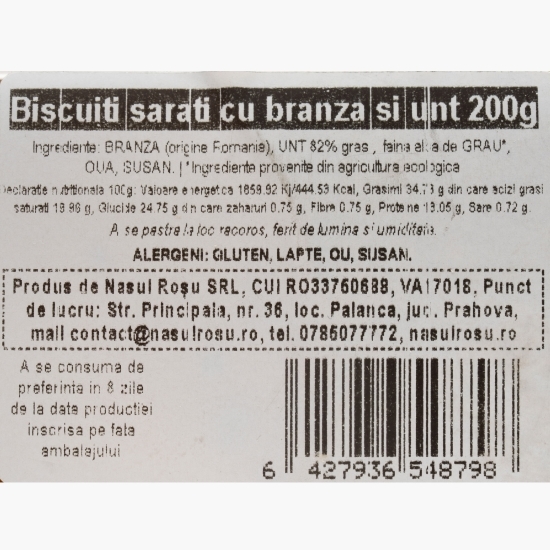 Biscuiti sarati cu branza si unt 200g
Ingrediente: BRANZA (origine Romania), UNT 82% gras , faina alba de GRAU*,
OUA, SUSAN. | *Ingrediente provenite din agricultura ecologica
Declaratie nutritionala 100g: Valoare energetica 1859.92 Kj/444.53 Kcal, Grasimi 34.73 g din care acizi grasi
saturati 18.98 g, Glucide 24.75 g din care zaharuri 0.75 g, Fibre 0.75 g, Proteine 13.05 g, Sare 0.72 g.
A se pastra la loc racoros, ferit de lumina si umiditate.
ALERGENI: GLUTEN, LAPTE, OU, SUSAN.
Produs de Nasul Roșu SRL, CUI RO33760688, VA17018, Punct
de lucru: Str. Principala, nr. 36, loc. Palanca, jud. Prahova,
mail contact@nasulrosu.ro, tel. 0786077772, nasulrosu.ro
A se consuma de
preferinta in 8 zile
de la data productiei
inscrisa pe fata
ambalajului
6 427936 548798